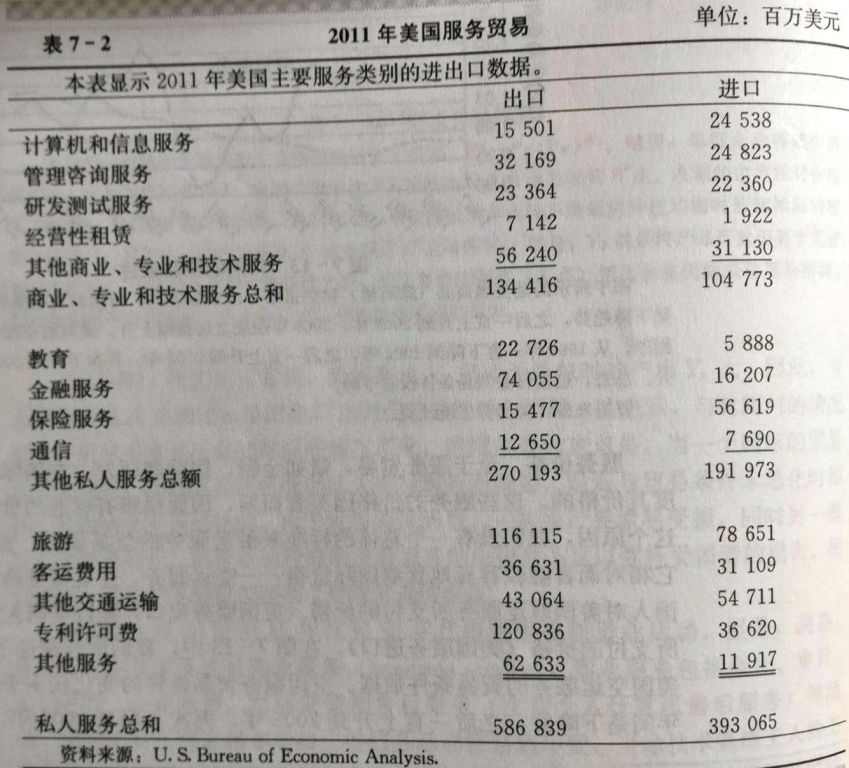 表 7-2 2011 年美国服务贸易 单位：百万美元
本表显示 2011 年美国主要服务类别的进出口数据。
出口 进口
计算机和信息服务 15 501 24 538
管理咨询服务 32 169 24 823
研发测试服务 23 364 22 360
经营性租赁 7 142 1 922
其他商业、专业和技术服务 56 240 31 130
商业、专业和技术服务总和 134 416 104 773
教育 22 726 5 888
金融服务 74 055 16 207
保险服务 15 477 56 619
通信 12 650 7 690
其他私人服务总额 270 193 191 973
旅游 116 115 78 651
客运费用 36 631 31 109
其他交通运输 43 064 54 711
专利许可费 120 836 36 620
其他服务 62 633 11 917
私人服务总和 586 839 393 065
资料来源：U. S. Bureau of Economic Analysis.